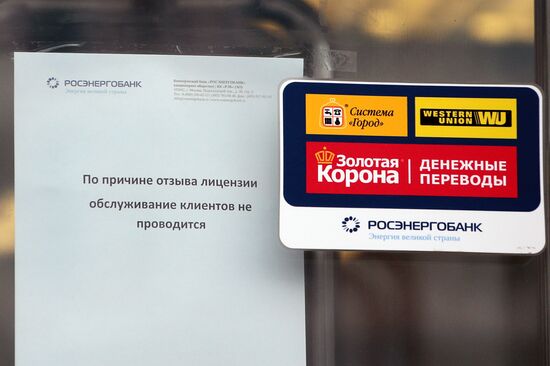 РОСЭНЕРГОБАНК
Энергия великой страны
По причине отзыва лицензии
обслуживание клиентов не
проводится
Система
«Город»
WESTERN
UNION WU
Золотая
Корона
ДЕНЕЖНЫЕ
ПЕРЕВОДЫ
РОСЭНЕРГОБАНК
Энергия великой страны